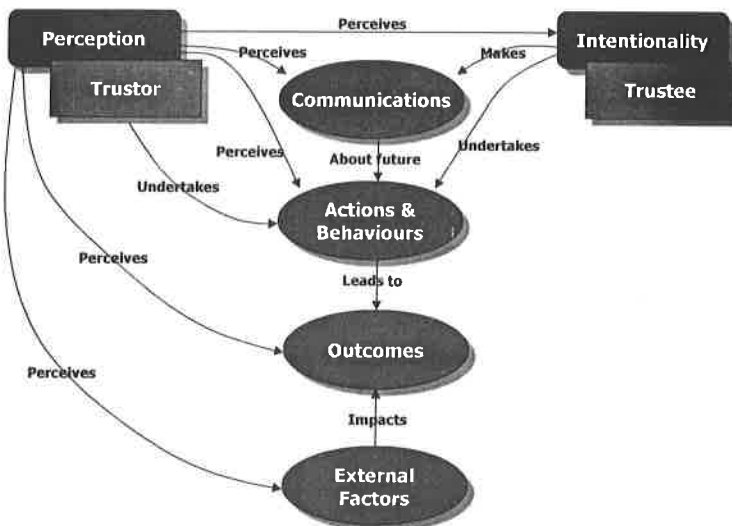 Perceives
Perception
Intentionality
Perceives
Makes
Trustor
Trustee
Communications
Perceives
About future
Undertakes
Undertakes
Actions &
Behaviours
Perceives
Leads to
Outcomes
Perceives
Impacts
External
Factors